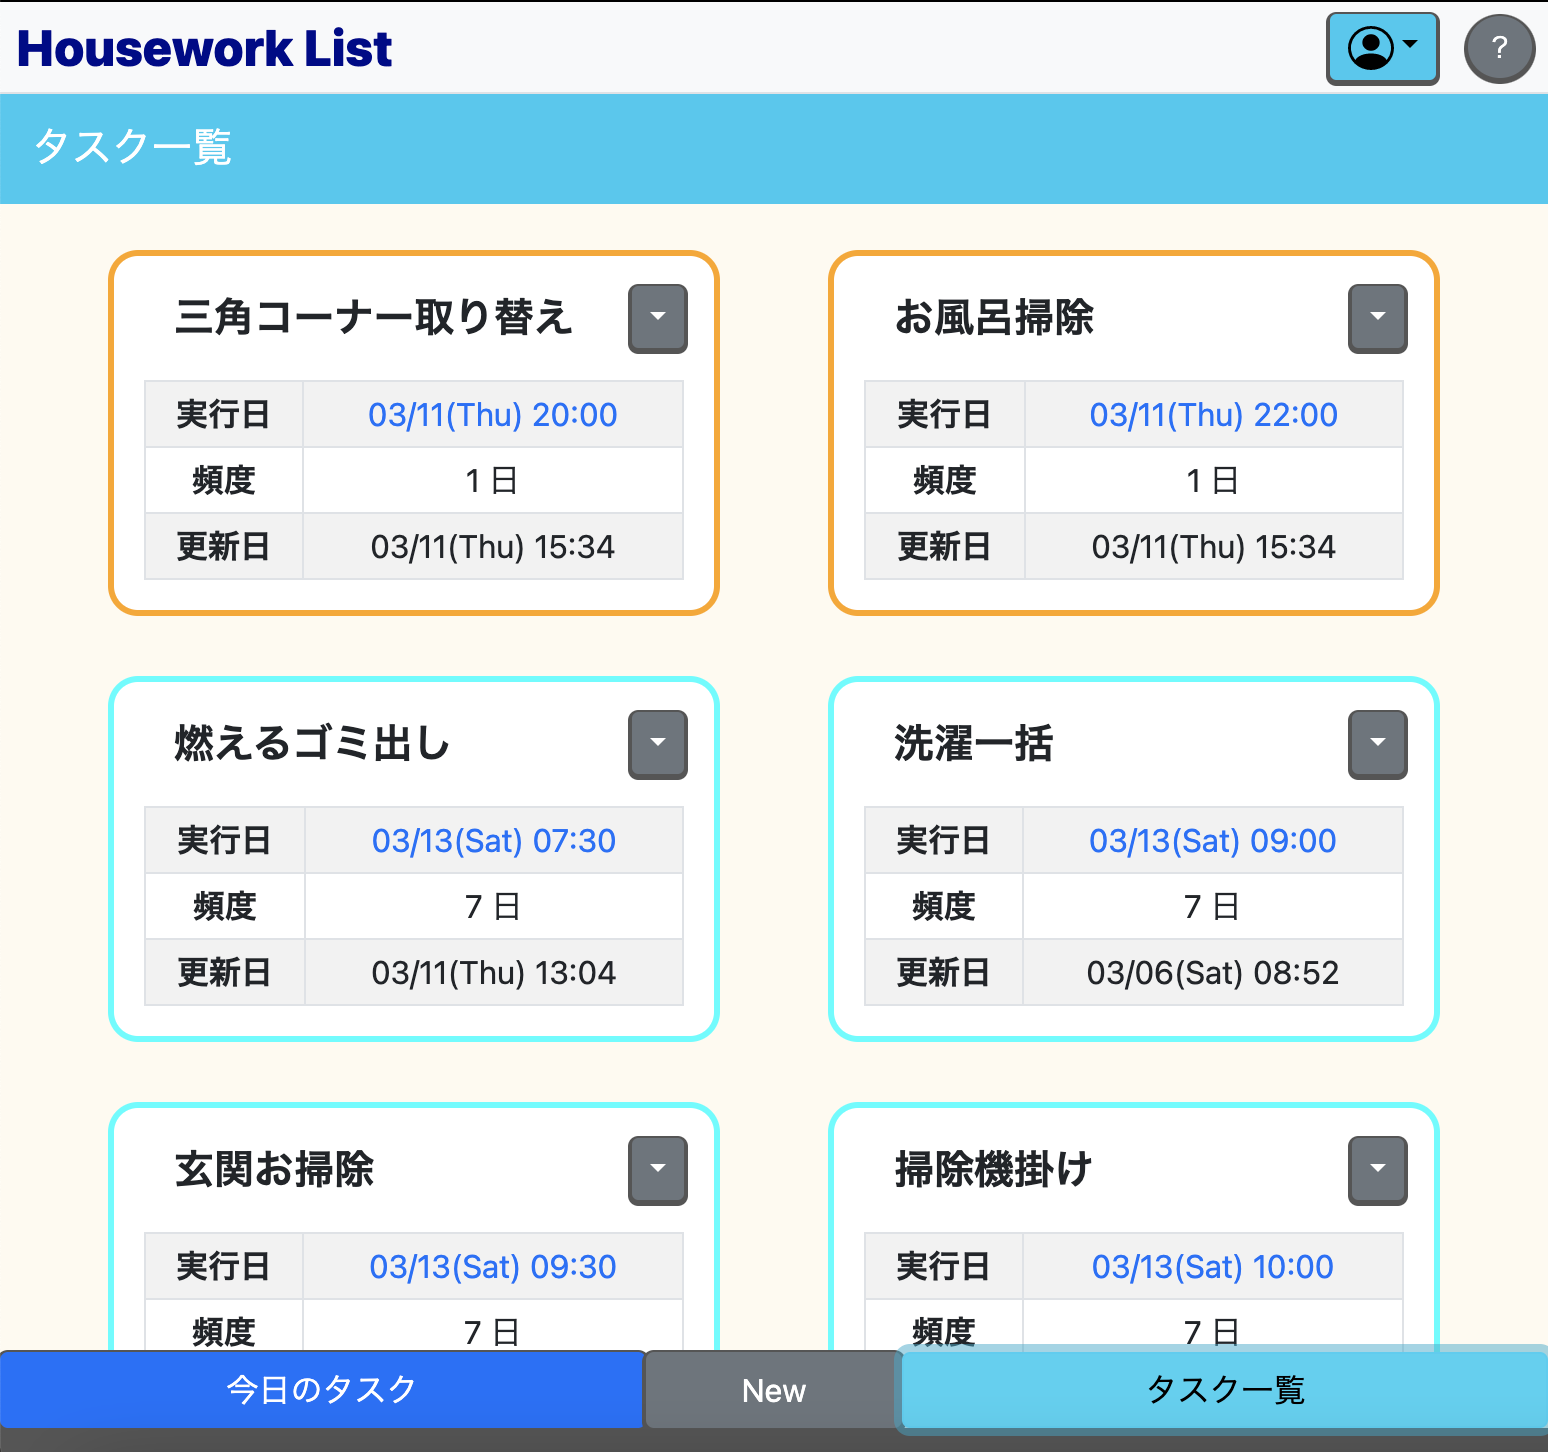 Housework List
?
タスク一覧
三角コーナー取り替え
実行日 03/11(Thu) 20:00
頻度 1 日
更新日 03/11(Thu) 15:34
お風呂掃除
実行日 03/11(Thu) 22:00
頻度 1 日
更新日 03/11(Thu) 15:34
燃えるゴミ出し
実行日 03/13(Sat) 07:30
頻度 7 日
更新日 03/11(Thu) 13:04
洗濯一括
実行日 03/13(Sat) 09:00
頻度 7 日
更新日 03/06(Sat) 08:52
玄関お掃除
実行日 03/13(Sat) 09:30
頻度 7 日
掃除機掛け
実行日 03/13(Sat) 10:00
頻度 7 日
今日のタスク
New
タスク一覧